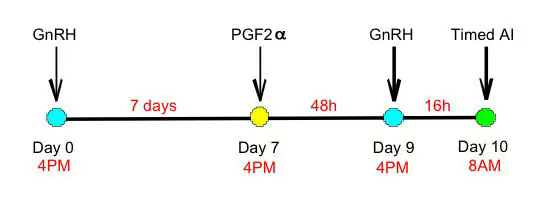 GnRH PGF2 α GnRH Timed AI
7 days 48h 16h
Day 0 Day 7 Day 9 Day 10
4PM 4PM 4PM 8AM